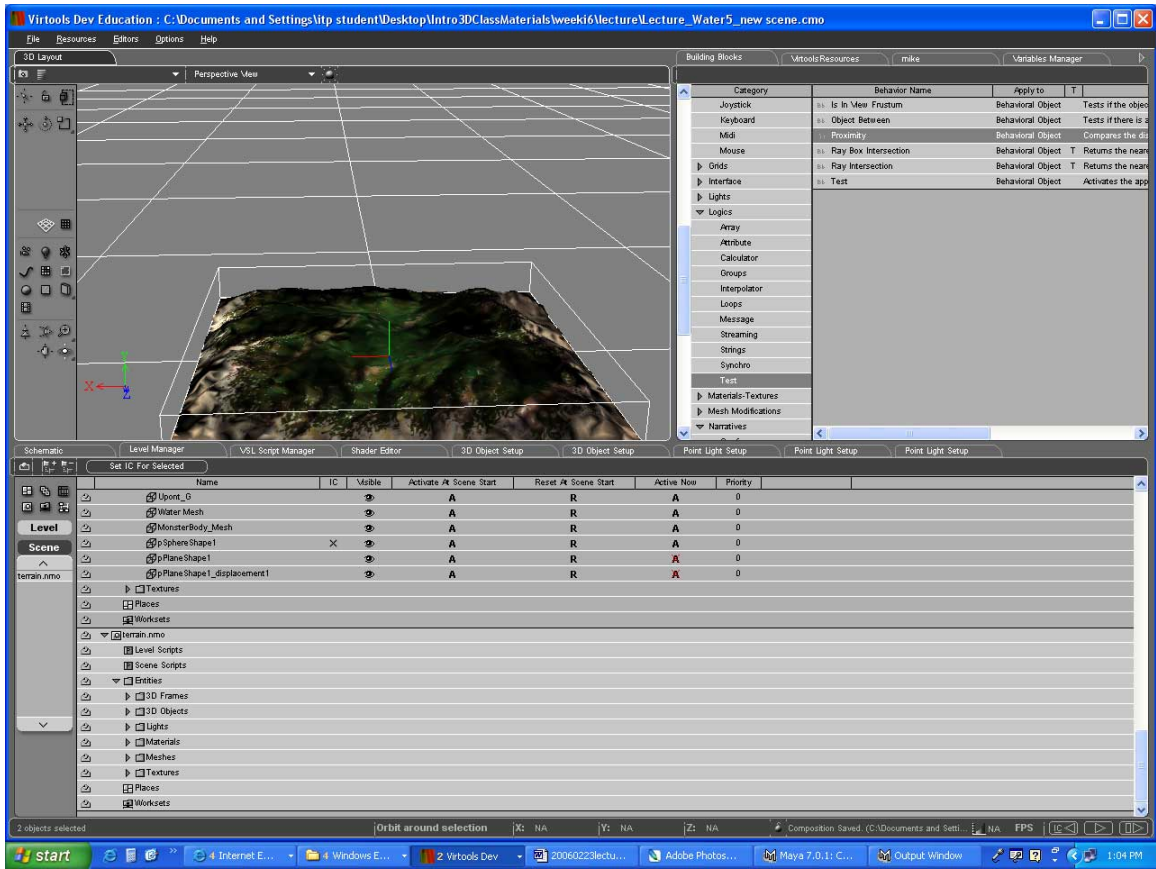 Virtools Dev Education : C:\Documents and Settings\itp student\Desktop\Intro3DClassMaterials\weeki6\lecture\Lecture_Water5_new scene.cmo
File Resources Editors Options Help
3D Layout
Perspective View
X
Y
Z
Building Blocks VirtoolsResources mike Variables Manager
Category Behavior Name Apply to T
Joystick Is In View Frustum Behavioral Object Tests if the objec
Keyboard Object Between Behavioral Object Tests if there is a
Midi Proximity Behavioral Object Compares the dis
Mouse Ray Box Intersection Behavioral Object T Returns the neare
Grids Ray Intersection Behavioral Object T Returns the neare
Interface Test Behavioral Object Activates the app
Lights
Logics
Array
Attribute
Calculator
Groups
Interpolator
Loops
Message
Streaming
Strings
Synchro
Test
Materials-Textures
Mesh Modifications
Narratives
Schematic Level Manager VSL Script Manager Shader Editor 3D Object Setup 3D Object Setup Point Light Setup Point Light Setup Point Light Setup
Set IC For Selected
Name IC Visible Activate At Scene Start Reset At Scene Start Active Now Priority
Upont_G A R A 0
Water Mesh A R A 0
MonsterBody_Mesh A R A 0
pSphereShape1 X A R A 0
pPlaneShape1 A R A 0
pPlaneShape1_displacement1 A R A 0
Textures
Places
Worksets
terrain.nmo
Level Scripts
Scene Scripts
Entities
3D Frames
3D Objects
Lights
Materials
Meshes
Textures
Places
Worksets
Level
Scene
terrain.nmo
2 objects selected Orbit around selection X: NA Y: NA Z: NA Composition Saved. (C:\Documents and Setti... NA FPS IC
start 4 Internet E... 4 Windows E... 2 Virtools Dev 20060223lectu... Adobe Photos... Maya 7.0.1: C... Output Window 1:04 PM